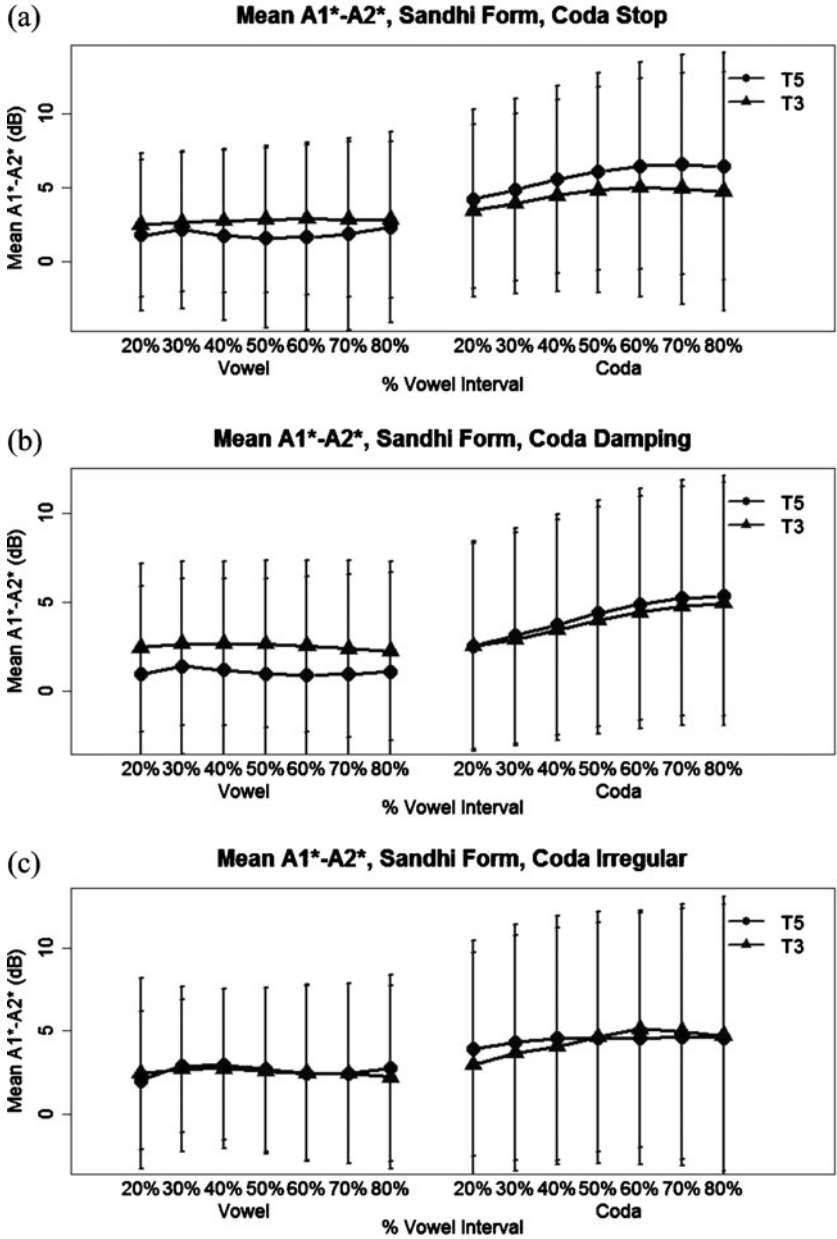 (a)
Mean A1*-A2*, Sandhi Form, Coda Stop
Mean A1*-A2* (dB)
10
5
0
T5
T3
20% 30% 40% 50% 60% 70% 80% 20% 30% 40% 50% 60% 70% 80%
Vowel Coda
% Vowel Interval
(b)
Mean A1*-A2*, Sandhi Form, Coda Damping
Mean A1*-A2* (dB)
10
5
0
T5
T3
20% 30% 40% 50% 60% 70% 80% 20% 30% 40% 50% 60% 70% 80%
Vowel Coda
% Vowel Interval
(c)
Mean A1*-A2*, Sandhi Form, Coda Irregular
Mean A1*-A2* (dB)
10
5
0
T5
T3
20% 30% 40% 50% 60% 70% 80% 20% 30% 40% 50% 60% 70% 80%
Vowel Coda
% Vowel Interval